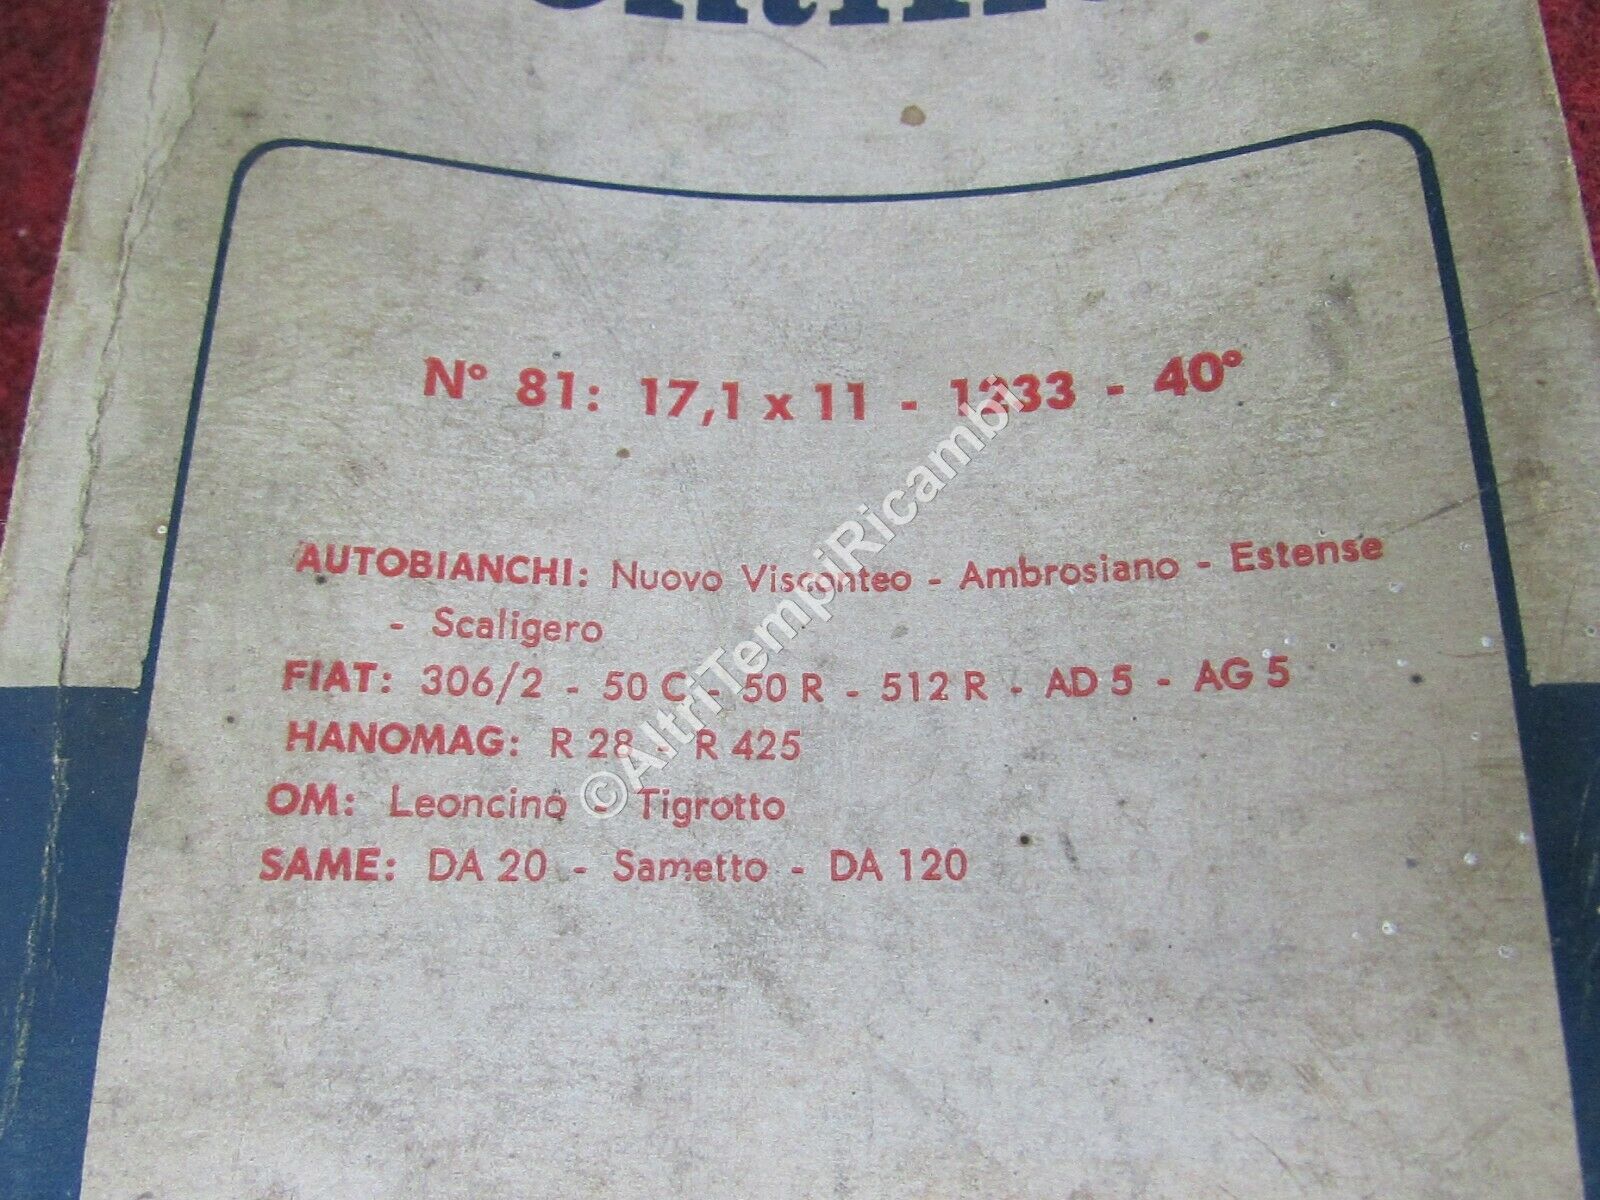 N° 81: 17,1 x 11 - 1333 - 40°
AUTOBIANCHI: Nuovo Visconteo - Ambrosiano - Estense
- Scaligero
FIAT: 306/2 - 50 C - 50 R - 512 R - AD 5 - AG 5
HANOMAG: R 28 - R 425
OM: Leoncino - Tigrotto
SAME: DA 20 - Sametto - DA 120
©AltriTempiRicambi